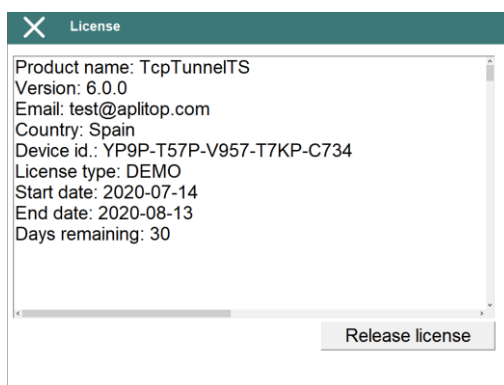 License
Product name: TcpTunnelTS
Version: 6.0.0
Email: test@aplitop.com
Country: Spain
Device id.: YP9P-T57P-V957-T7KP-C734
License type: DEMO
Start date: 2020-07-14
End date: 2020-08-13
Days remaining: 30
Release license